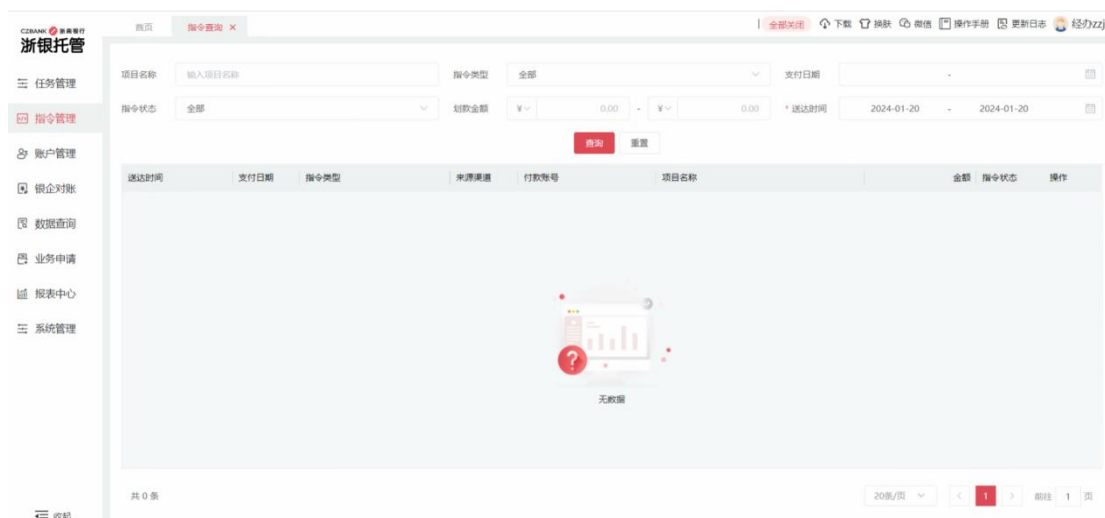 CZBANK 浙商银行
浙银托管
首页 指令查询 ×
全部关闭 下载 换肤 微信 操作手册 更新日志 经办zzj
任务管理
指令管理
账户管理
银企对账
数据查询
业务申请
报表中心
系统管理
收起
项目名称 输入项目名称 指令类型 全部 支付日期 -
指令状态 全部 划款金额 ¥ 0.00 - ¥ 0.00 * 送达时间 2024-01-20 - 2024-01-20
查询 重置
送达时间 支付日期 指令类型 来源渠道 付款账号 项目名称 金额 指令状态 操作
?
无数据
共 0 条 20条/页 < 1 > 前往 1 页